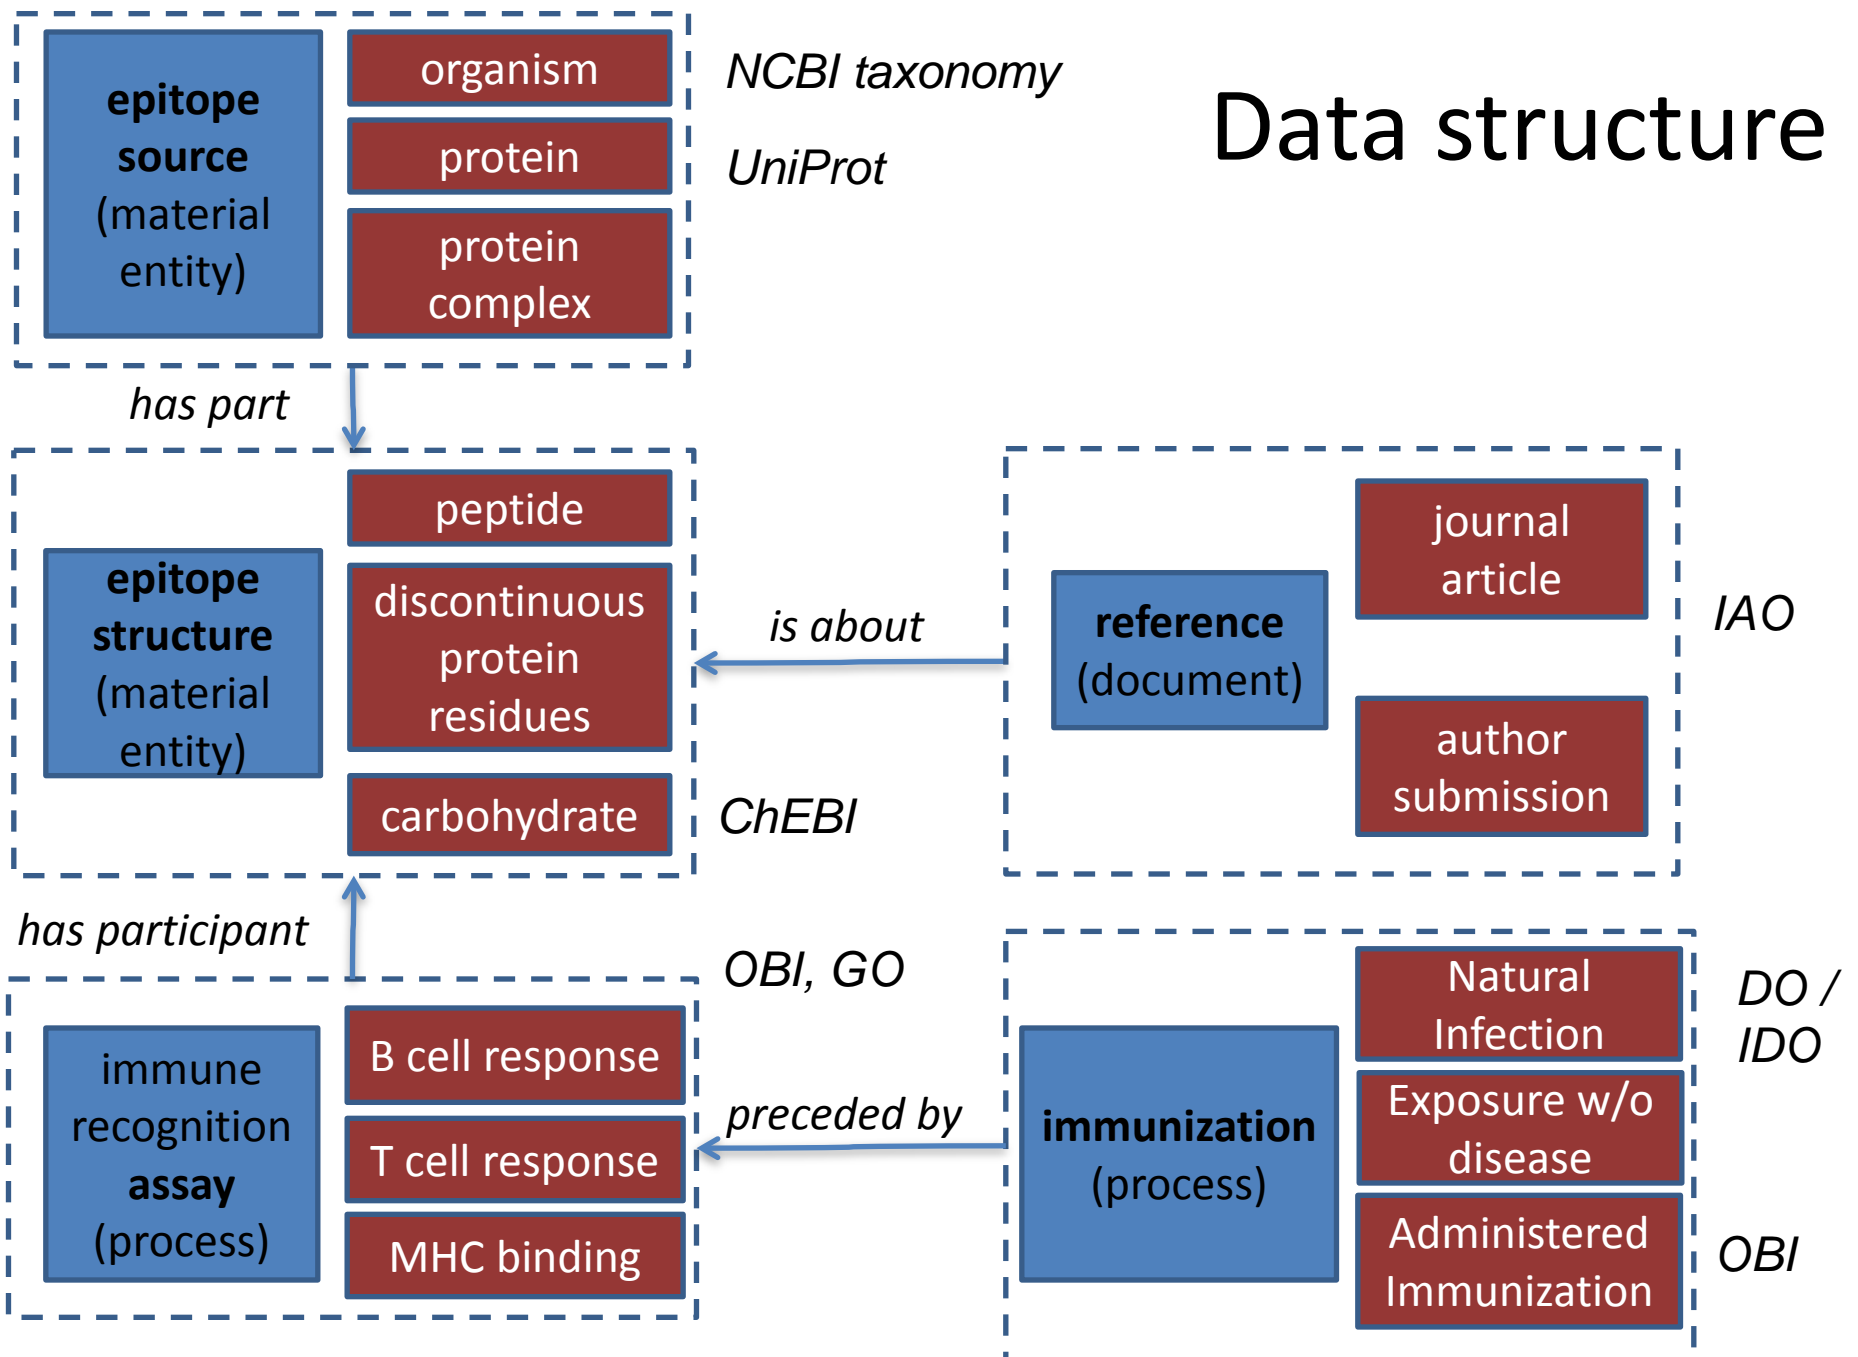 Data structure
epitope
source
(material
entity)
organism
protein
protein
complex
NCBI taxonomy
UniProt
has part
epitope
structure
(material
entity)
peptide
discontinuous
protein
residues
carbohydrate
ChEBI
is about
reference
(document)
journal
article
author
submission
IAO
has participant
OBI, GO
immune
recognition
assay
(process)
B cell response
T cell response
MHC binding
preceded by
immunization
(process)
Natural
Infection
Exposure w/o
disease
Administered
Immunization
DO /
IDO
OBI